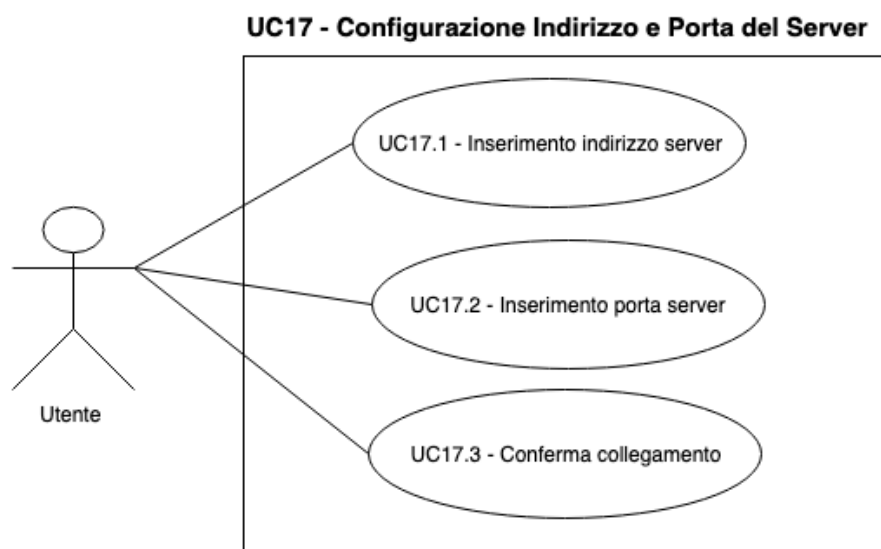 UC17 - Configurazione Indirizzo e Porta del Server
UC17.1 - Inserimento indirizzo server
UC17.2 - Inserimento porta server
Utente
UC17.3 - Conferma collegamento